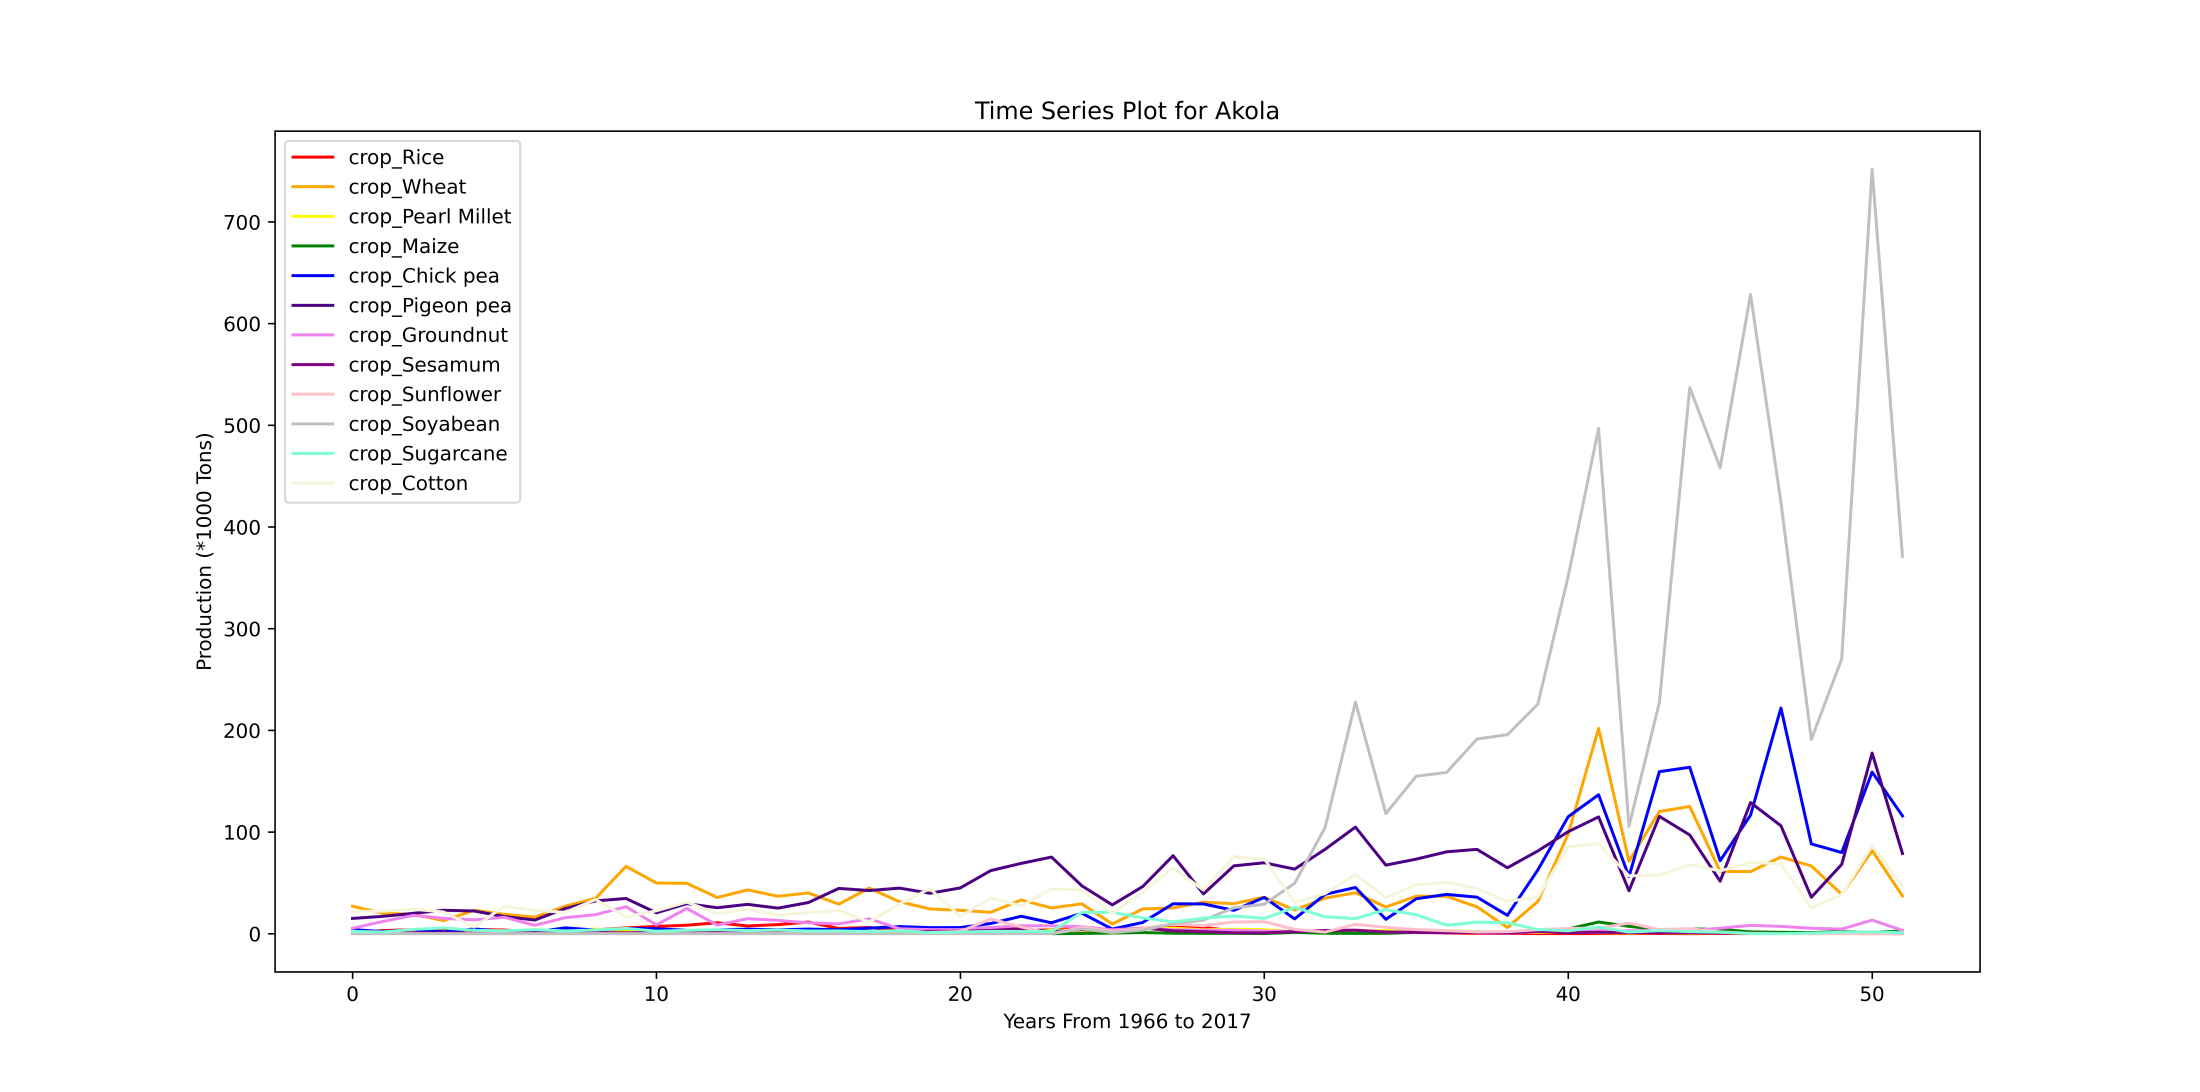 Time Series Plot for Akola
crop_Rice
crop_Wheat
crop_Pearl Millet
crop_Maize
crop_Chick pea
crop_Pigeon pea
crop_Groundnut
crop_Sesamum
crop_Sunflower
crop_Soyabean
crop_Sugarcane
crop_Cotton
Production (*1000 Tons)
700
600
500
400
300
200
100
0
0 10 20 30 40 50
Years From 1966 to 2017